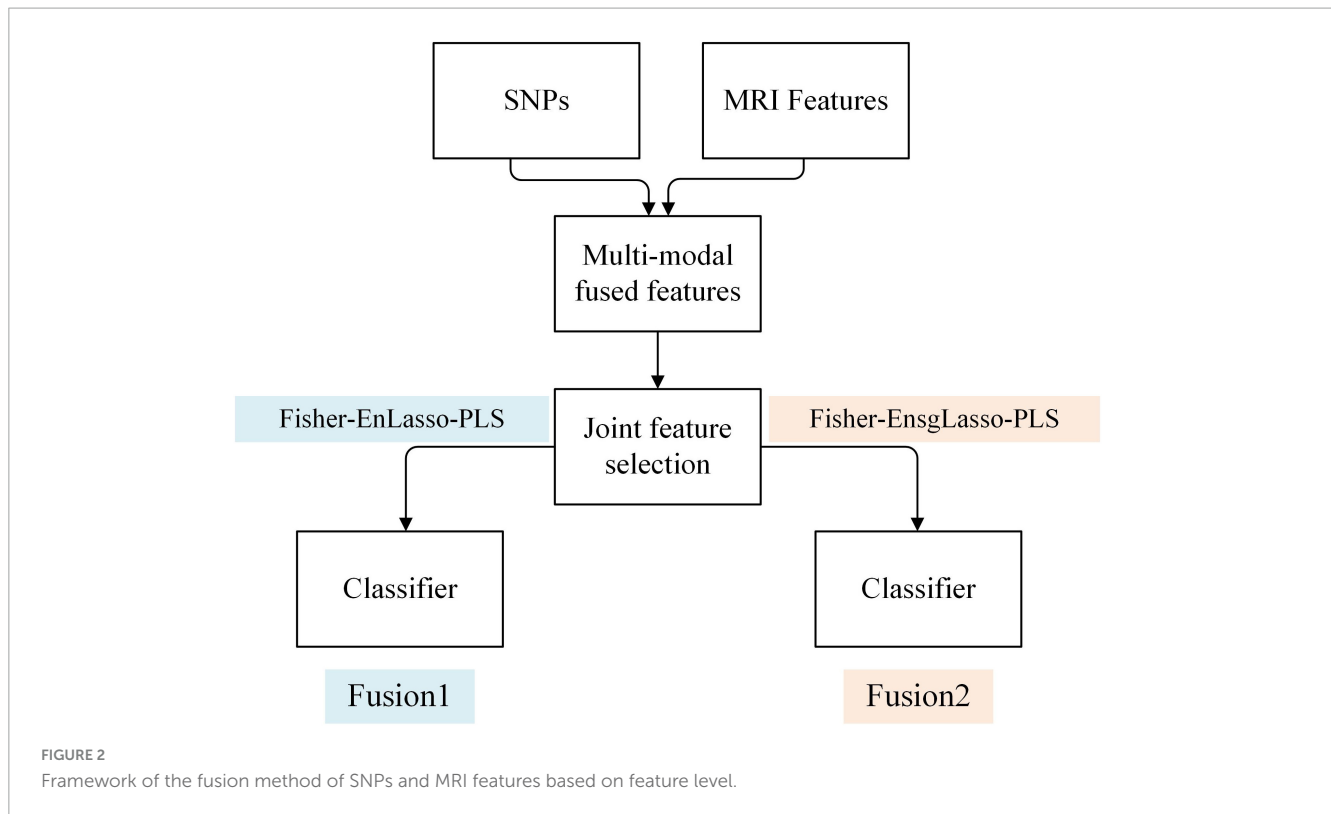 SNPs
MRI Features
Multi-modal
fused features
Fisher-EnLasso-PLS
Joint feature
selection
Fisher-EnsgLasso-PLS
Classifier
Classifier
Fusion1
Fusion2
FIGURE 2
Framework of the fusion method of SNPs and MRI features based on feature level.